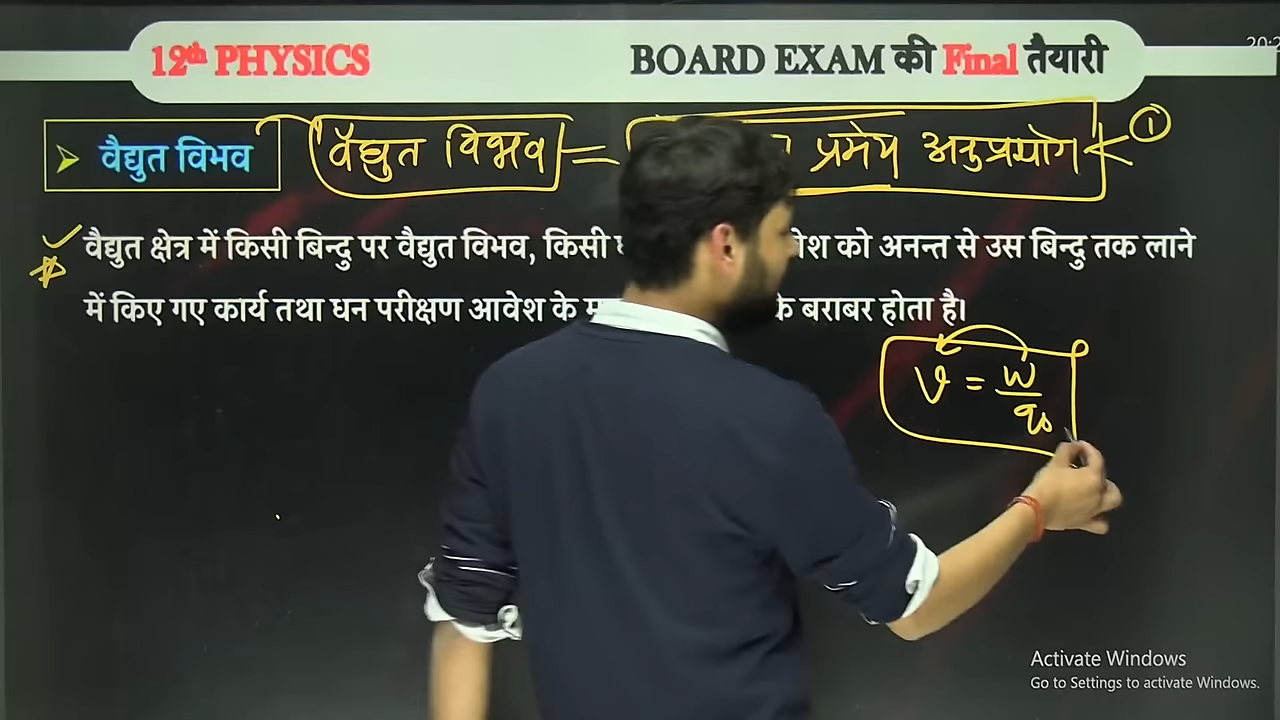 12th PHYSICS
BOARD EXAM की Final तैयारी
20:2
वैद्युत विभव
वैद्युत विभव =
प्रमेय अनुप्रयोग
1
वैद्युत क्षेत्र में किसी बिन्दु पर वैद्युत विभव, किसी को अनन्त से उस बिन्दु तक लाने
में किए गए कार्य तथा धन परीक्षण आवेश के के बराबर होता है।
V = W/q₀
Activate Windows
Go to Settings to activate Windows.